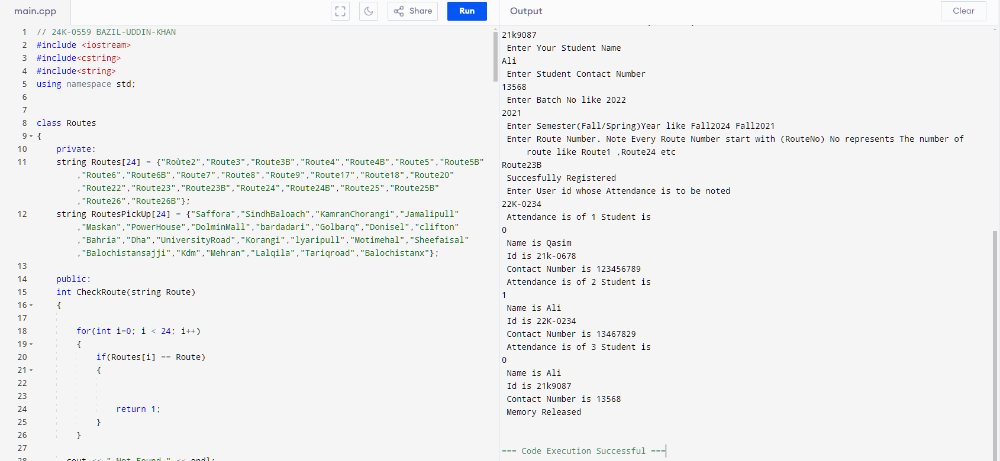 main.cpp
Share
Run
Output
Clear
1 // 24K-0559 BAZIL-UDDIN-KHAN
2 #include <iostream>
3 #include<cstring>
4 #include<string>
5 using namespace std;
6
7
8 class Routes
9 {
10 private:
11 string Routes[24] = {"Roùte2","Route3","Route3B","Route4","Route4B","Route5","Route5B"
,"Route6","Route6B","Route7","Route8","Route9","Route17","Route18","Route20"
,"Route22","Route23","Route23B","Route24","Route24B","Route25","Route25B"
,"Route26","Route26B"};
12 string RoutesPickUp[24] = {"Saffora","SindhBaloach","KamranChorangi","Jamalipull"
,"Maskan","PowerHouse","DolminMall","bardadari","Golbarq","Donisel","clifton"
,"Bahria","Dha","UniversityRoad","Korangi","lyaripull","Motimehal","Sheefaisal"
,"Balochistansajji","Kdm","Mehran","Lalqila","Tariqroad","Balochistanx"};
13
14 public:
15 int CheckRoute(string Route)
16 {
17
18 for(int i=0; i < 24; i++)
19 {
20 if(Routes[i] == Route)
21 {
22
23
24 return 1;
25 }
26 }
27
28 cout << " Not Found " << endl;
21k9087
Enter Your Student Name
Ali
Enter Student Contact Number
13568
Enter Batch No like 2022
2021
Enter Semester(Fall/Spring)Year like Fall2024 Fall2021
Enter Route Number. Note Every Route Number start with (RouteNo) No represents The number of
route like Route1 ,Route24 etc
Route23B
Succesfully Registered
Enter User id whose Attendance is to be noted
22K-0234
Attendance is of 1 Student is
0
Name is Qasim
Id is 21k-0678
Contact Number is 123456789
Attendance is of 2 Student is
1
Name is Ali
Id is 22K-0234
Contact Number is 13467829
Attendance is of 3 Student is
0
Name is Ali
Id is 21k9087
Contact Number is 13568
Memory Released
=== Code Execution Successful ===